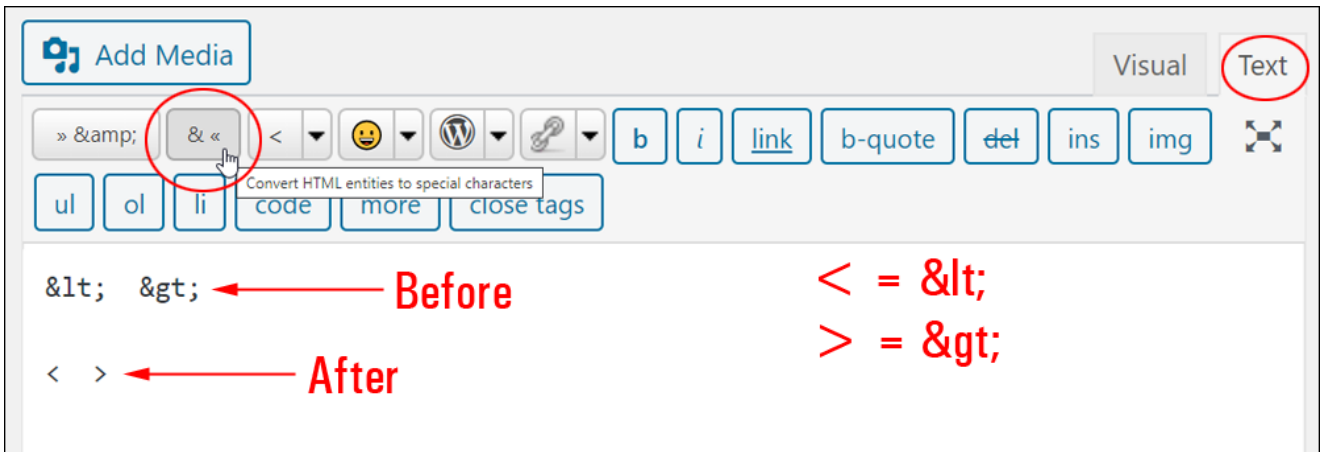 Add Media
Visual Text
» &amp; & « < b i link b-quote del ins img
Convert HTML entities to special characters
ul ol li code more close tags
&lt; &gt; Before
< = &lt;
> = &gt;
< > After